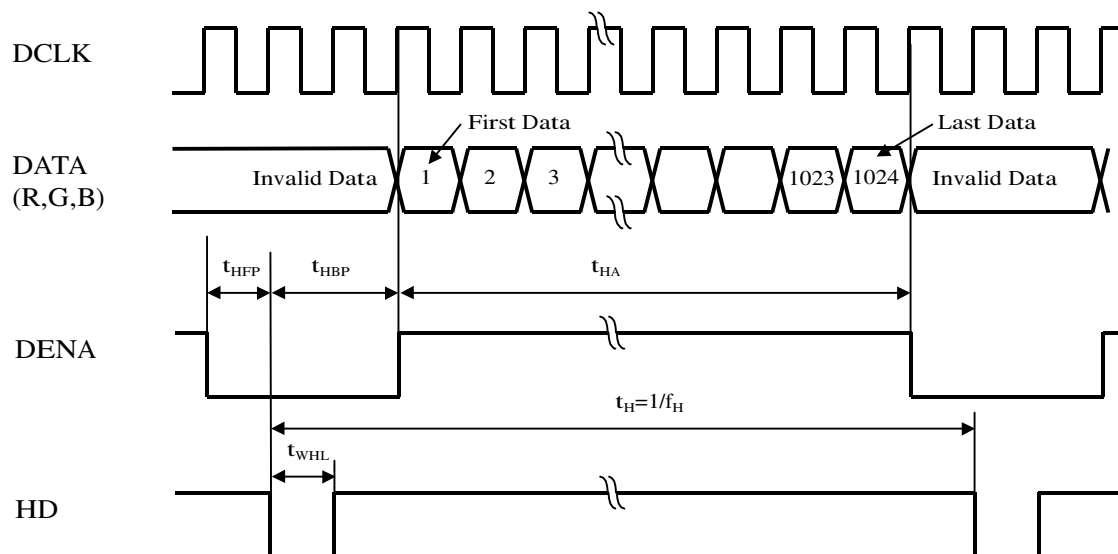 DCLK
First Data
Last Data
DATA
(R,G,B)
Invalid Data
1
2
3
1023
1024
Invalid Data
tHFP
tHBP
tHA
DENA
tH=1/fH
tWHL
HD